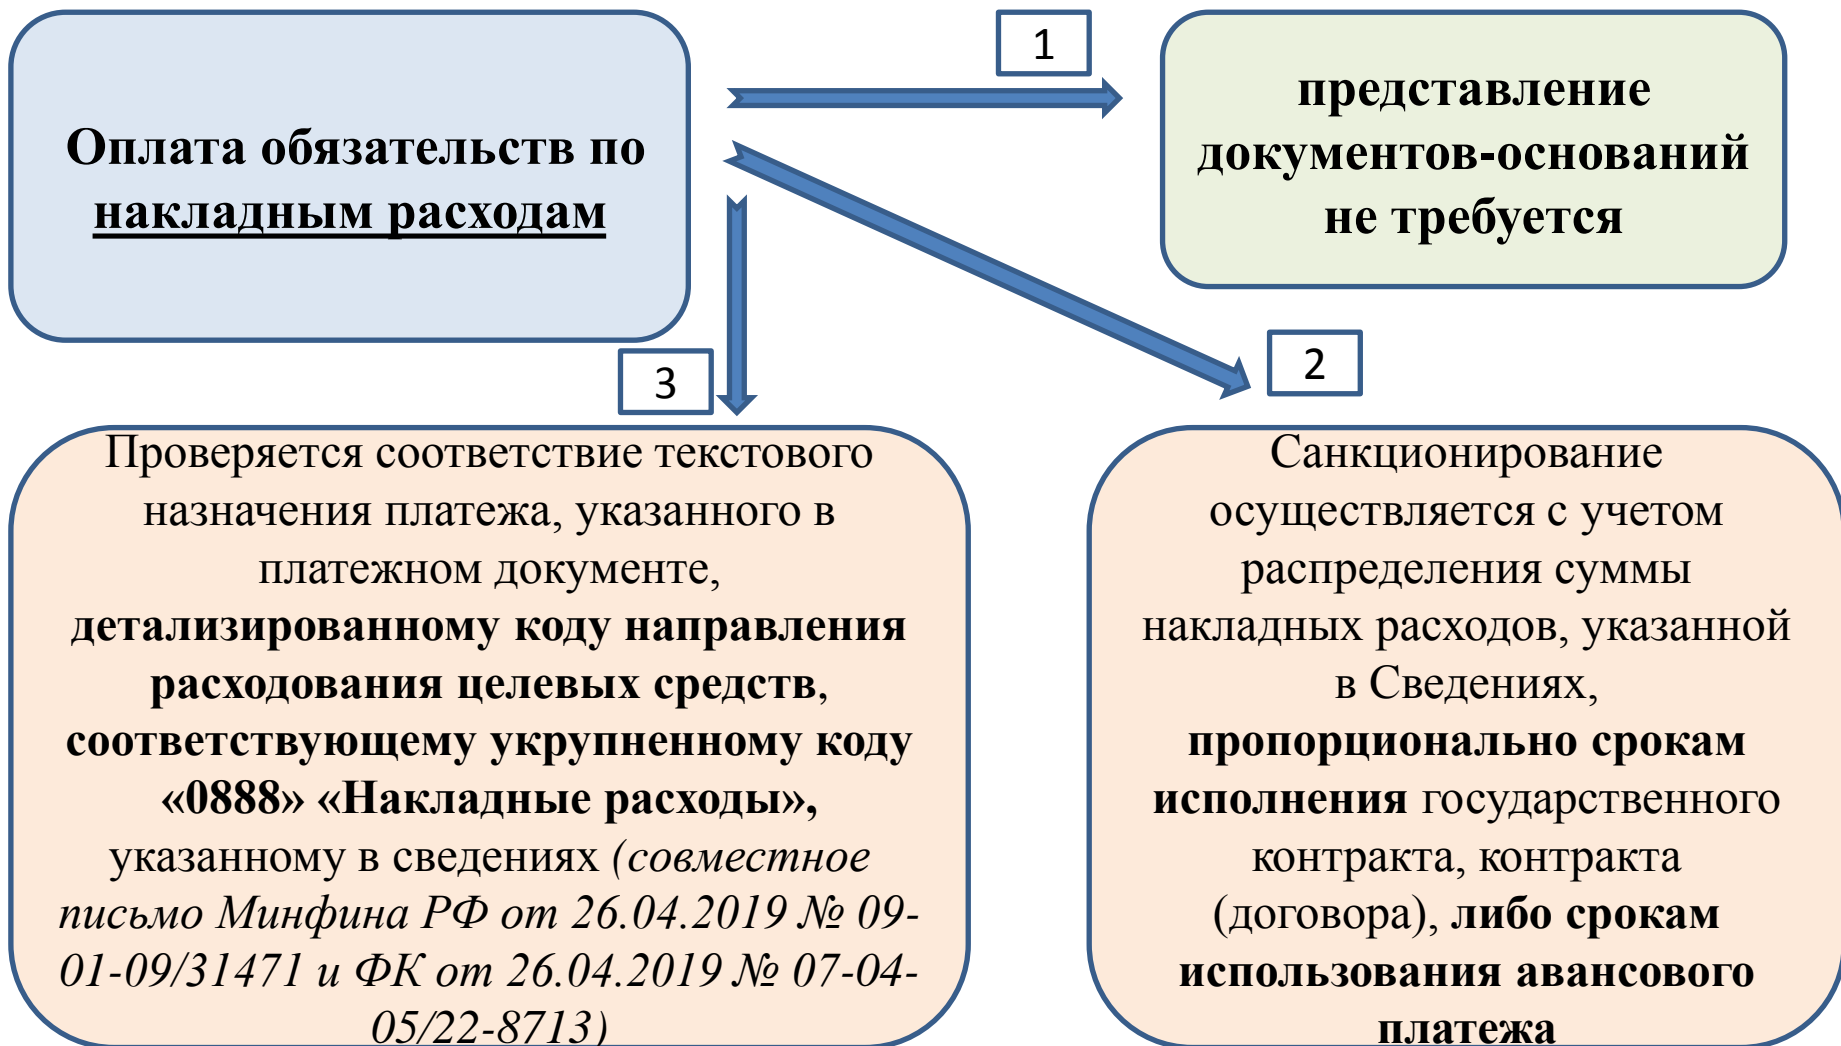 Оплата обязательств по
накладным расходам
1
представление
документов-оснований
не требуется
2
3
Проверяется соответствие текстового
назначения платежа, указанного в
платежном документе,
детализированному коду направления
расходования целевых средств,
соответствующему укрупненному коду
«0888» «Накладные расходы»,
указанному в сведениях (совместное
письмо Минфина РФ от 26.04.2019 № 09-
01-09/31471 и ФК от 26.04.2019 № 07-04-
05/22-8713)
Санкционирование
осуществляется с учетом
распределения суммы
накладных расходов, указанной
в Сведениях,
пропорционально срокам
исполнения государственного
контракта, контракта
(договора), либо срокам
использования авансового
платежа